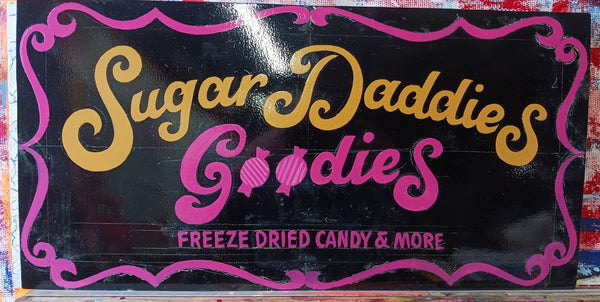 Sugar Daddies
Goodies
FREEZE DRIED CANDY & MORE